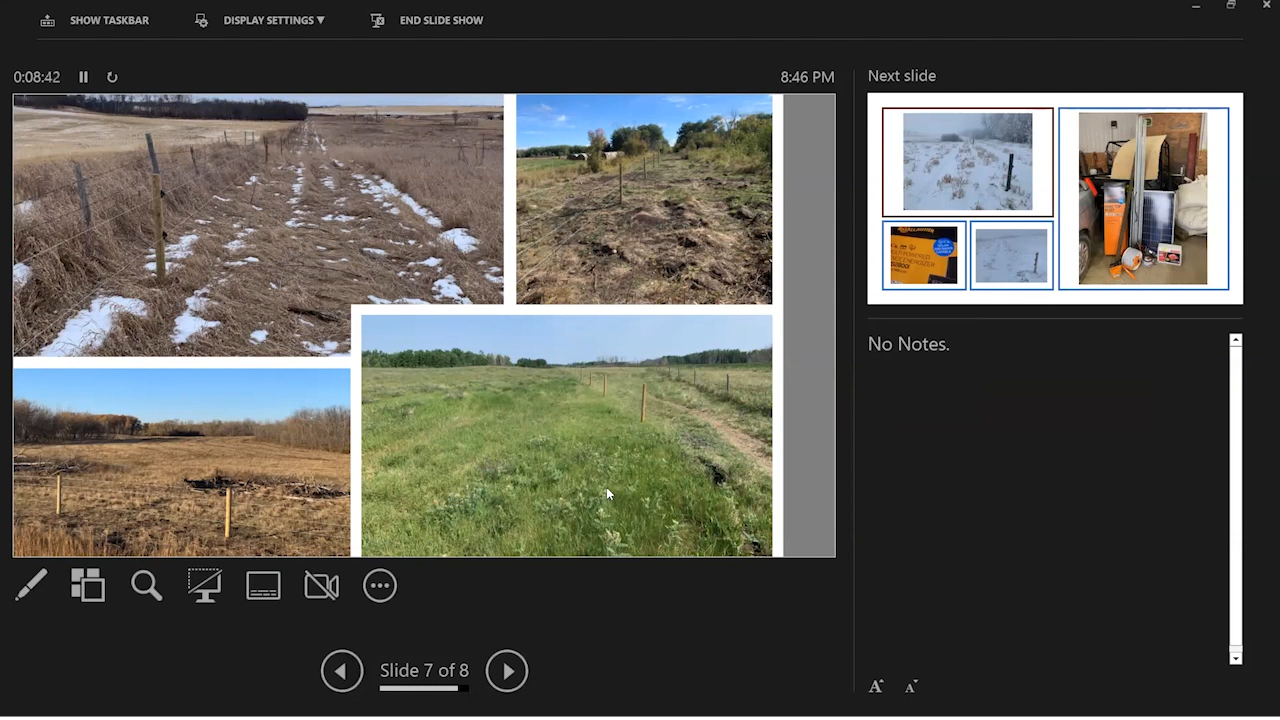 SHOW TASKBAR
DISPLAY SETTINGS ▼
END SLIDE SHOW
0:08:42
8:46 PM
Next slide
No Notes.
Slide 7 of 8
A
A